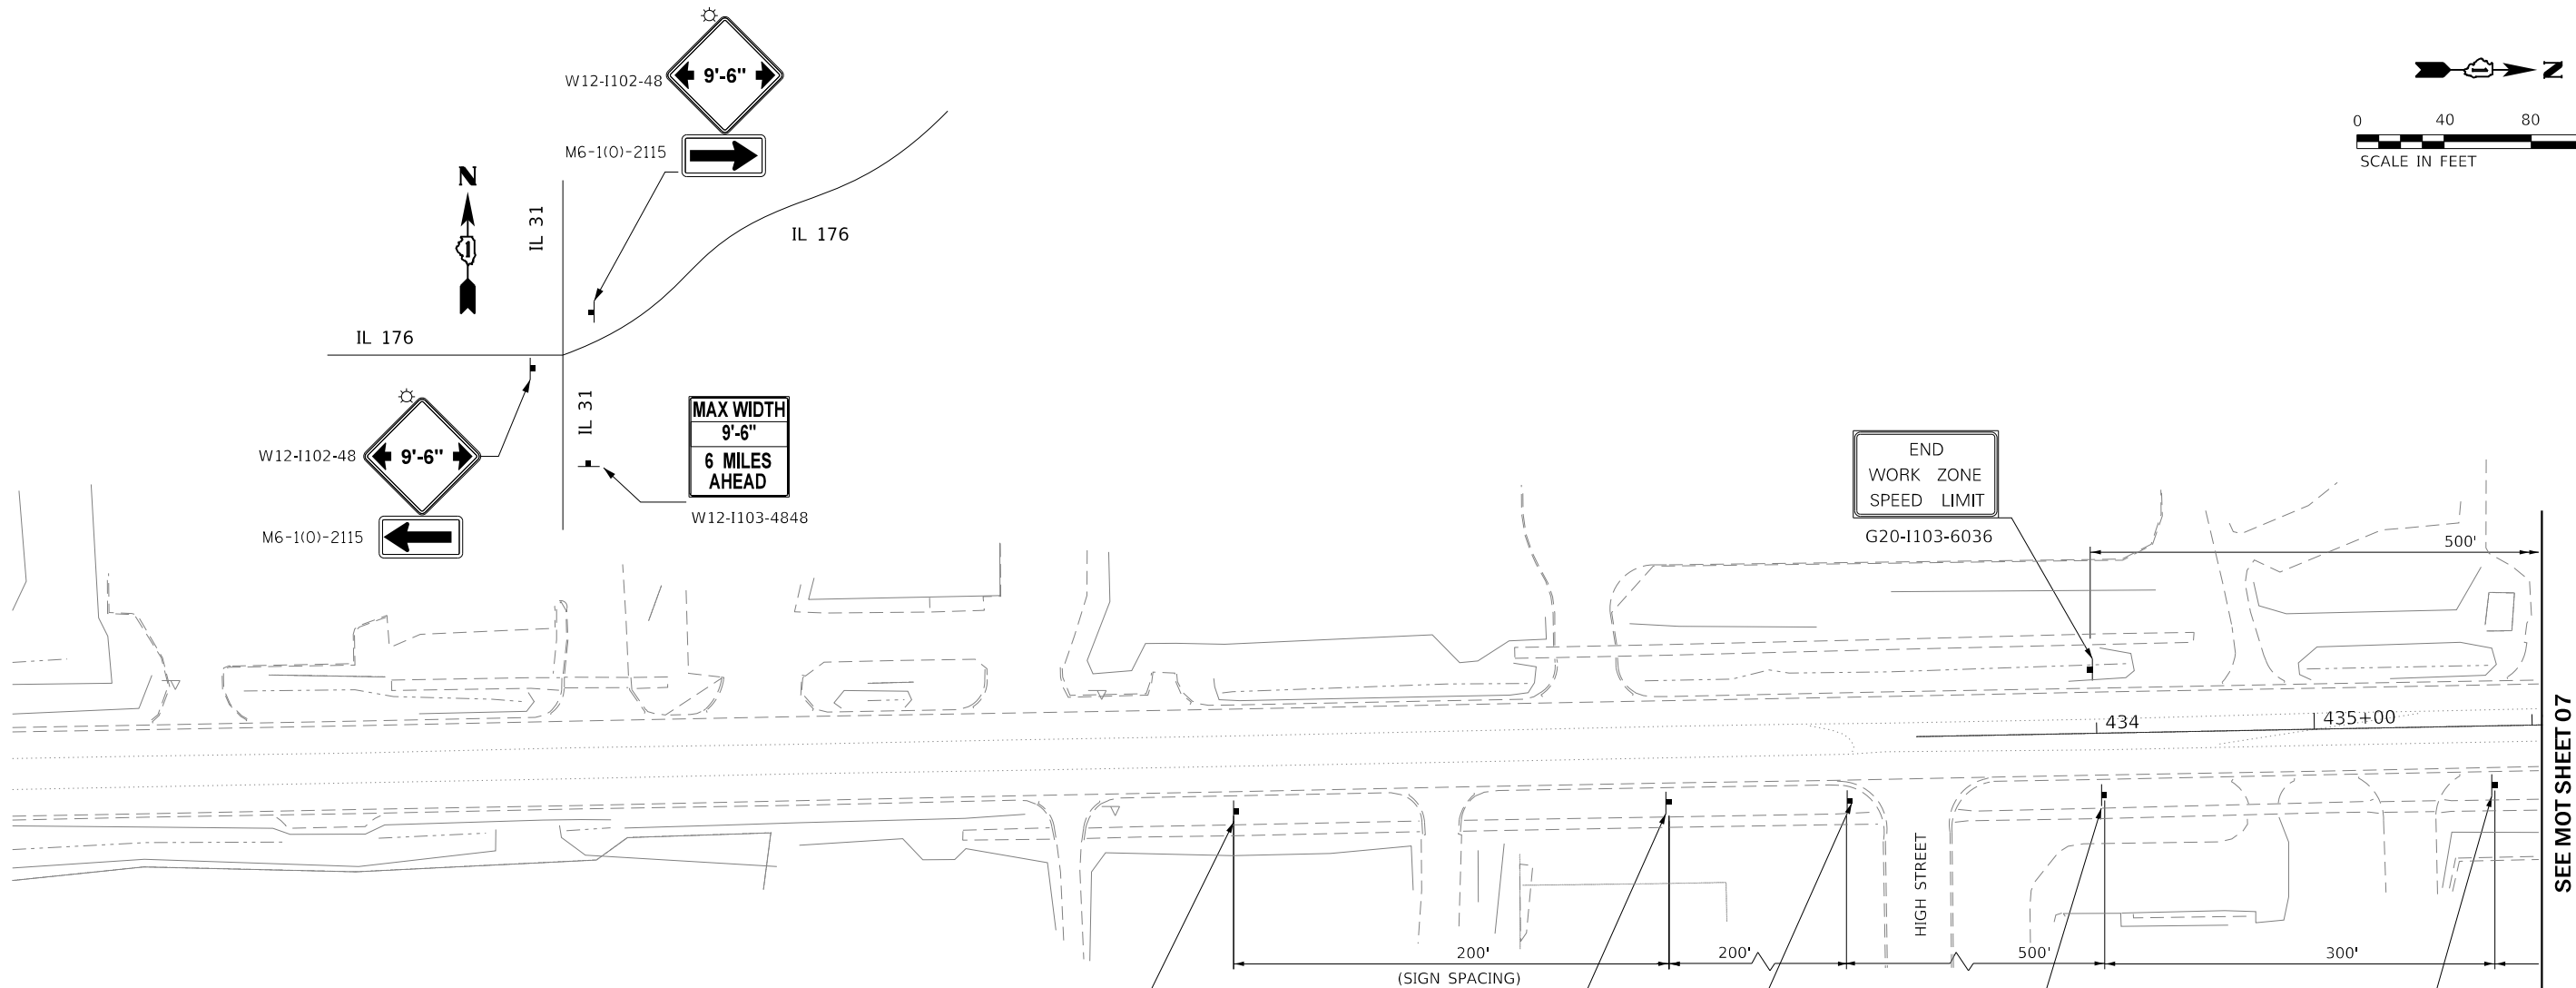 W12-I102-48
9'-6"
M6-1(O)-2115
N
0 40 80
SCALE IN FEET
N
IL 31
IL 176
IL 176
W12-I102-48
9'-6"
M6-1(O)-2115
IL 31
MAX WIDTH
9'-6"
6 MILES
AHEAD
W12-I103-4848
END
WORK ZONE
SPEED LIMIT
G20-I103-6036
500'
434
435+00
SEE MOT SHEET 07
HIGH STREET
200'
(SIGN SPACING)
200'
500'
300'